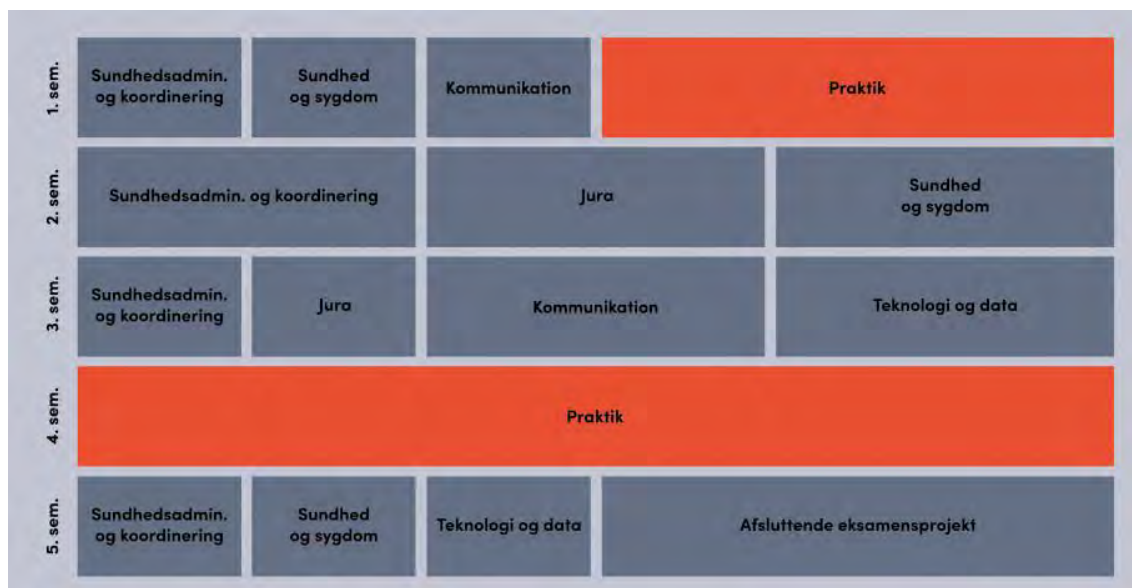 1. sem.
Sundhedsadmin.
og koordinering
Sundhed
og sygdom
Kommunikation
Praktik
2. sem.
Sundhedsadmin. og koordinering
Jura
Sundhed
og sygdom
3. sem.
Sundhedsadmin.
og koordinering
Jura
Kommunikation
Teknologi og data
4. sem.
Praktik
5. sem.
Sundhedsadmin.
og koordinering
Sundhed
og sygdom
Teknologi og data
Afsluttende eksamensprojekt